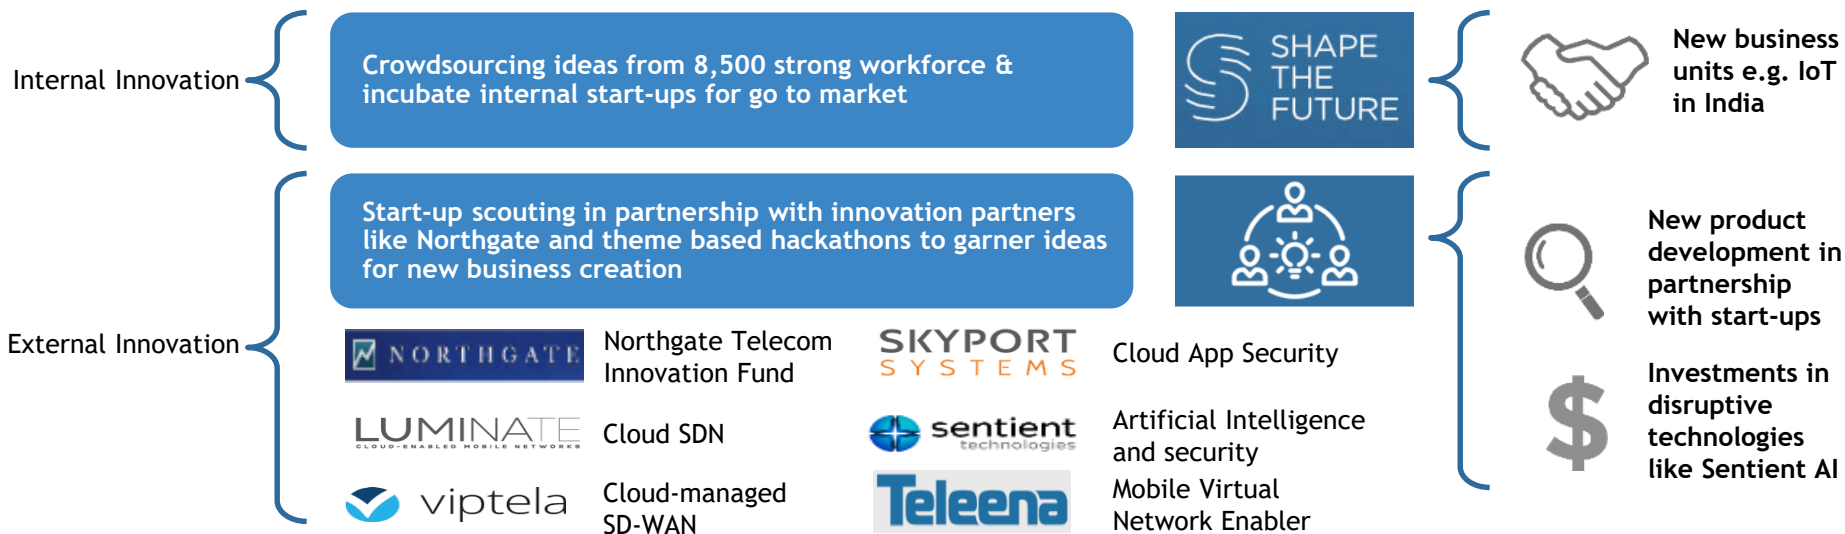 Internal Innovation
Crowdsourcing ideas from 8,500 strong workforce &
incubate internal start-ups for go to market
SHAPE
THE
FUTURE
New business
units e.g. IoT
in India
External Innovation
Start-up scouting in partnership with innovation partners
like Northgate and theme based hackathons to garner ideas
for new business creation
NORTHGATE
Northgate Telecom
Innovation Fund
SKYPORT
SYSTEMS
Cloud App Security
LUMINATE
CLOUD-ENABLED MOBILE NETWORKS
Cloud SDN
sentient
technologies
Artificial Intelligence
and security
viptela
Cloud-managed
SD-WAN
Teleena
Mobile Virtual
Network Enabler
New product
development in
partnership
with start-ups
$
Investments in
disruptive
technologies
like Sentient AI